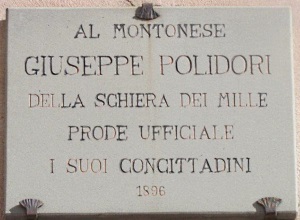 AL MONTONESE
GIUSEPPE POLIDORI
DELLA SCHIERA DEI MILLE
PRODE UFFICIALE
I SUOI CONCITTADINI
1896